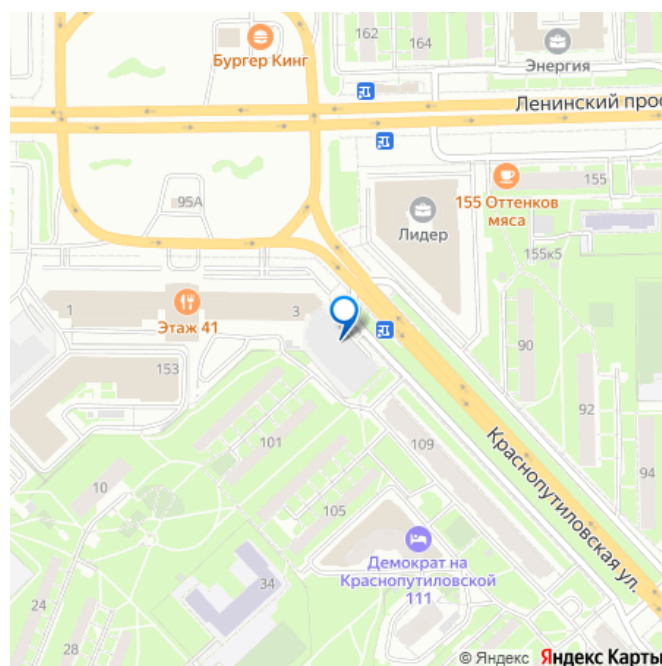 162
164
Энергия
Бургер Кинг
Ленинский прос
155
155 Оттенков
мяса
95А
Лидер
155к5
1
3
Этаж 41
90
153
92
101
109
94
Краснопутиловская ул.
10
105
Демократ на
Краснопутиловской
111
34
24
28
© Яндекс Яндекс Карты